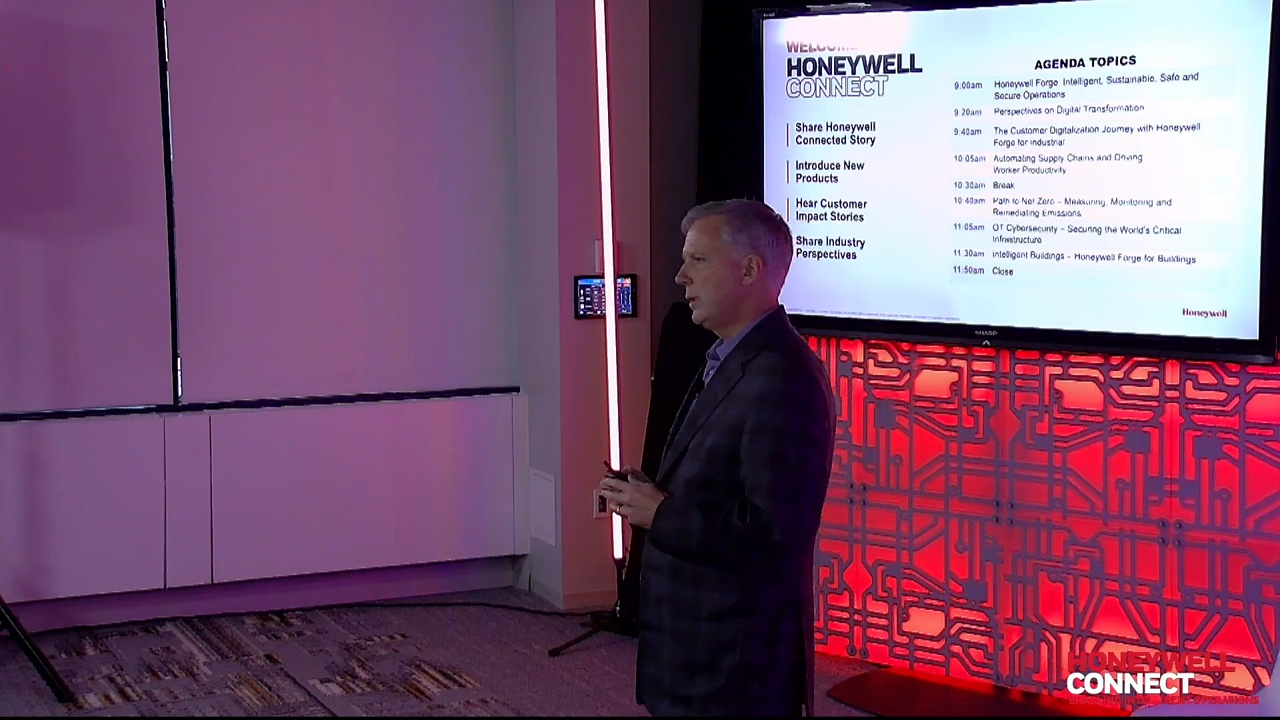 WELCOME
HONEYWELL
CONNECT
Share Honeywell
Connected Story
Introduce New
Products
Hear Customer
Impact Stories
Share Industry
Perspectives
AGENDA TOPICS
9:00am Honeywell Forge Intelligent, Sustainable, Safe and
Secure Operations
9:20am Perspectives on Digital Transformation
9:40am The Customer Digitalization Journey with Honeywell
Forge for Industrial
10:05am Automating Supply Chains and Driving
Worker Productivity
10:30am Break
10:40am Path to Net Zero – Measuring, Monitoring and
Remediating Emissions
11:05am OT Cybersecurity – Securing the World's Critical
Infrastructure
11:30am Intelligent Buildings – Honeywell Forge for Buildings
11:50am Close
Honeywell
SHARP
HONEYWELL
CONNECT
OPERATIONS